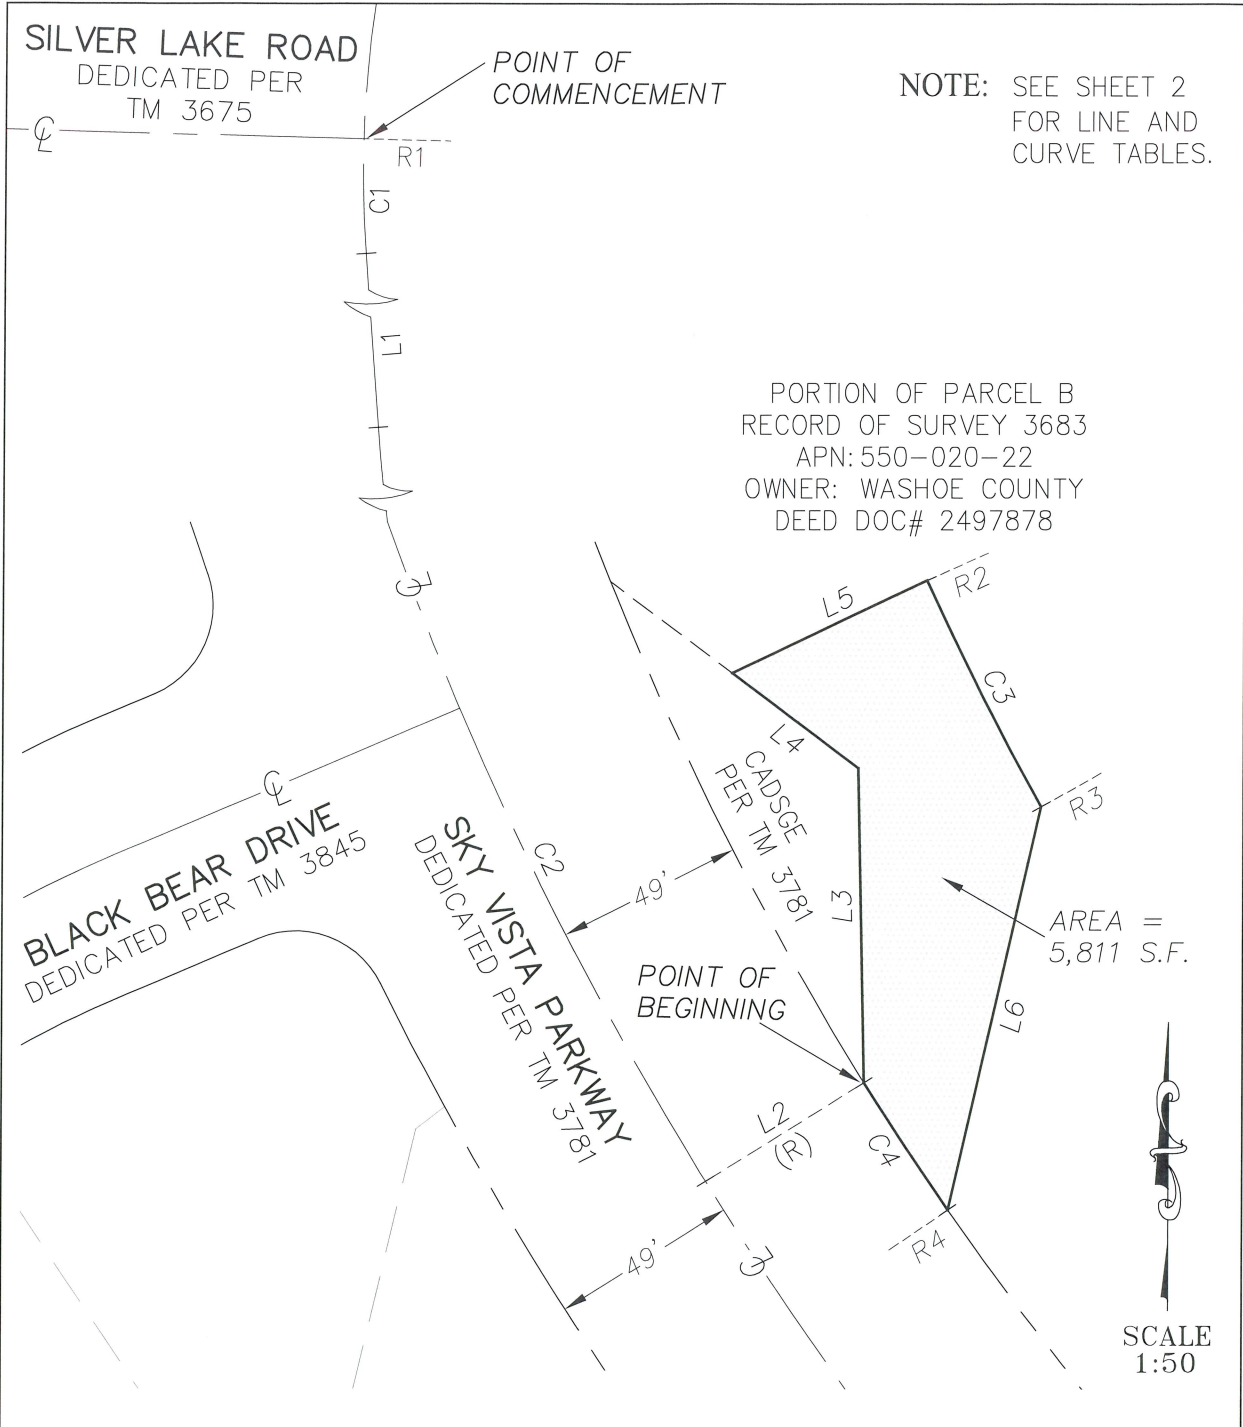 SILVER LAKE ROAD
DEDICATED PER
TM 3675
POINT OF
COMMENCEMENT
NOTE: SEE SHEET 2
FOR LINE AND
CURVE TABLES.
℄
R1
C1
L1
PORTION OF PARCEL B
RECORD OF SURVEY 3683
APN: 550-020-22
OWNER: WASHOE COUNTY
DEED DOC# 2497878
℄
L5
R2
C3
L4
CADSGE
PER TM 3781
R3
℄
BLACK BEAR DRIVE
DEDICATED PER TM 3845
C2
SKY VISTA PARKWAY
DEDICATED PER TM 3781
49'
L3
AREA =
5,811 S.F.
POINT OF
BEGINNING
L6
L2
(R)
C4
R4
49'
℄
SCALE
1:50